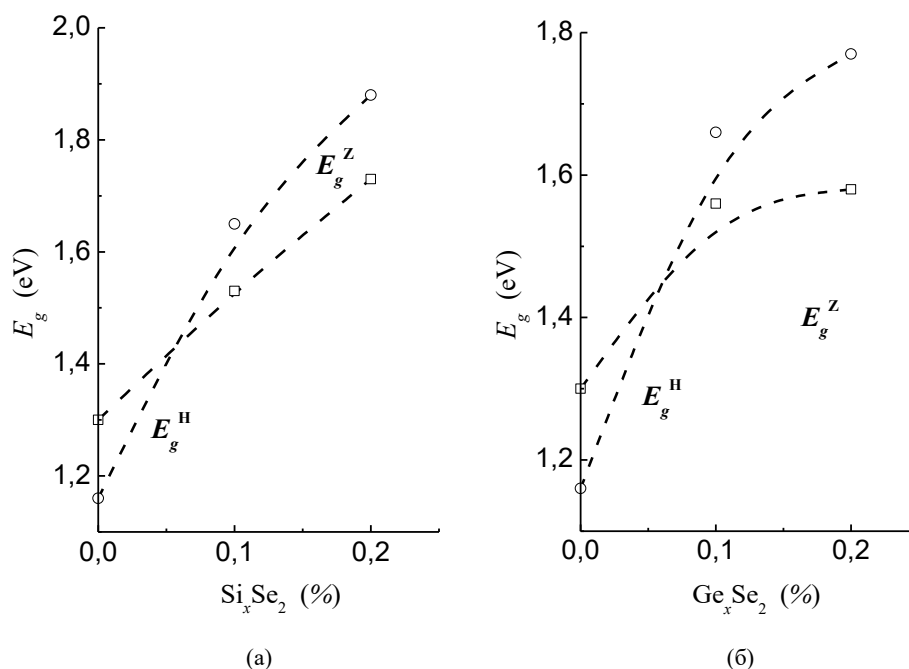 2,0
1,8
1,6
1,4
1,2
E_g (eV)
E_g^Z
E_g^H
0,0 0,1 0,2
Si_xSe_2 (%)
(а)
1,8
1,6
1,4
1,2
E_g (eV)
E_g^Z
E_g^H
0,0 0,1 0,2
Ge_xSe_2 (%)
(б)